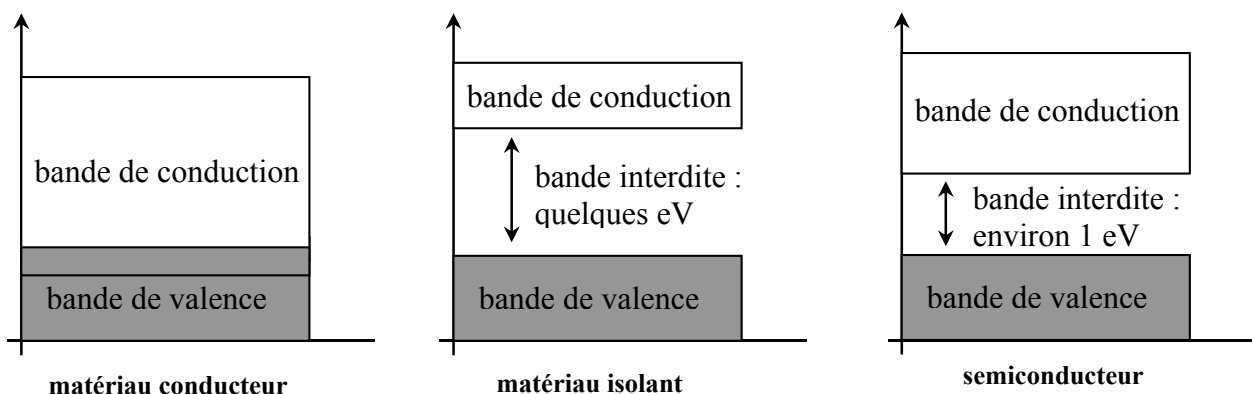 bande de conduction
bande de valence
matériau conducteur
bande de conduction
bande interdite :
quelques eV
bande de valence
matériau isolant
bande de conduction
bande interdite :
environ 1 eV
bande de valence
semiconducteur